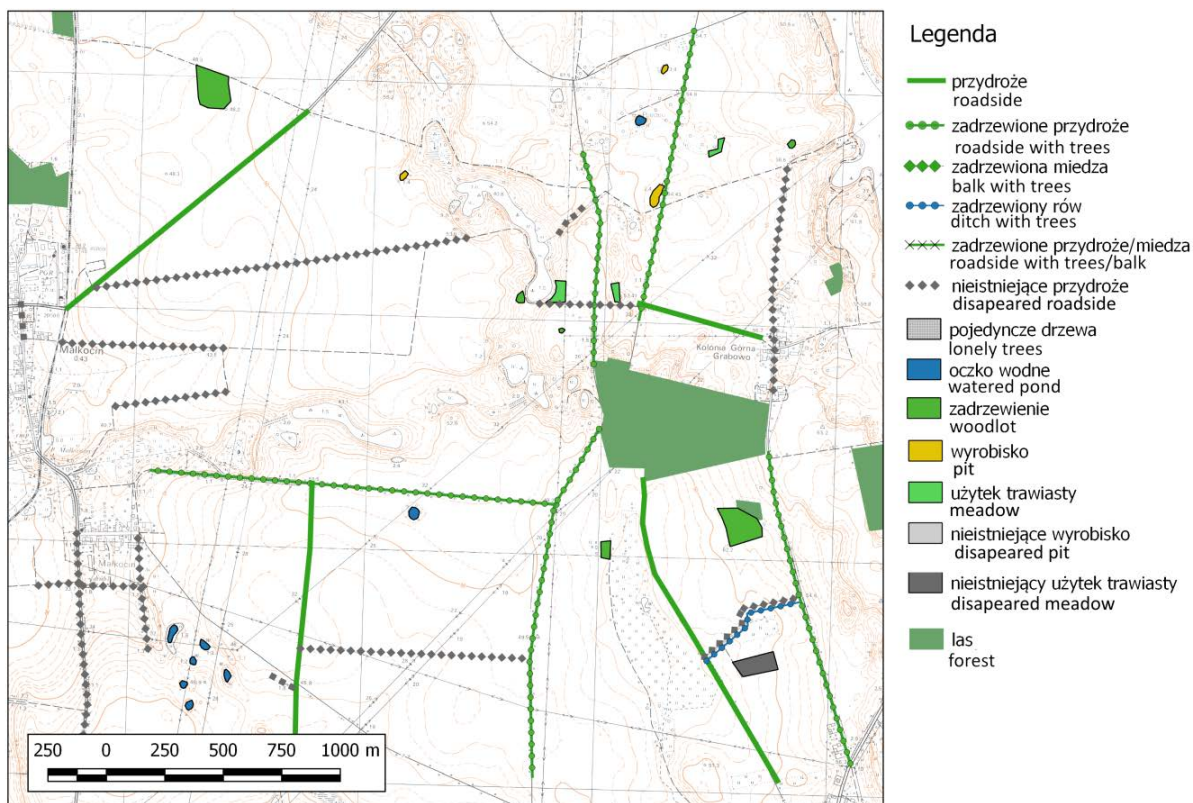 Małkocin
Kolonia Górna
Grabowo
Małkocin
250 0 250 500 750 1000 m
Legenda
przydroże
roadside
zadrzewione przydroże
roadside with trees
zadrzewiona miedza
balk with trees
zadrzewiony rów
ditch with trees
zadrzewione przydroże/miedza
roadside with trees/balk
nieistniejące przydroże
disapeared roadside
pojedyncze drzewa
lonely trees
oczko wodne
watered pond
zadrzewienie
woodlot
wyrobisko
pit
użytek trawiasty
meadow
nieistniejące wyrobisko
disapeared pit
nieistniejący użytek trawiasty
disapeared meadow
las
forest